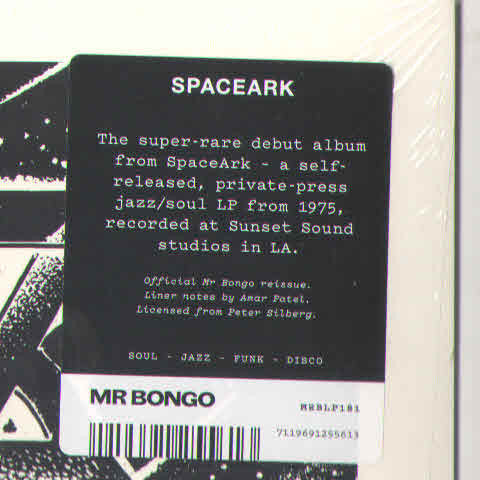 SPACEARK
The super-rare debut album
from SpaceArk - a self-
released, private-press
jazz/soul LP from 1975,
recorded at Sunset Sound
studios in LA.
Official Mr Bongo reissue.
Liner notes by Amar Patel.
Licensed from Peter Silberg.
SOUL - JAZZ - FUNK - DISCO
MR BONGO
MRBLP181
7119691255613